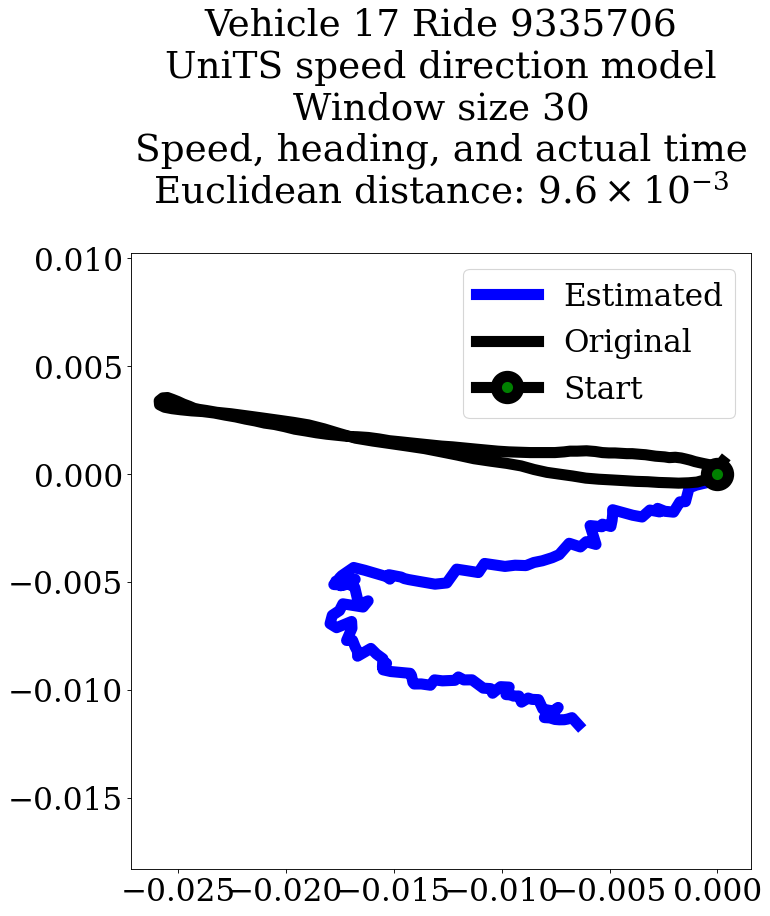 Vehicle 17 Ride 9335706
UniTS speed direction model
Window size 30
Speed, heading, and actual time
Euclidean distance: 9.6 × 10⁻³
0.010
Estimated
Original
Start
0.005
0.000
−0.005
−0.010
−0.015
−0.025 −0.020 −0.015 −0.010 −0.005 0.000